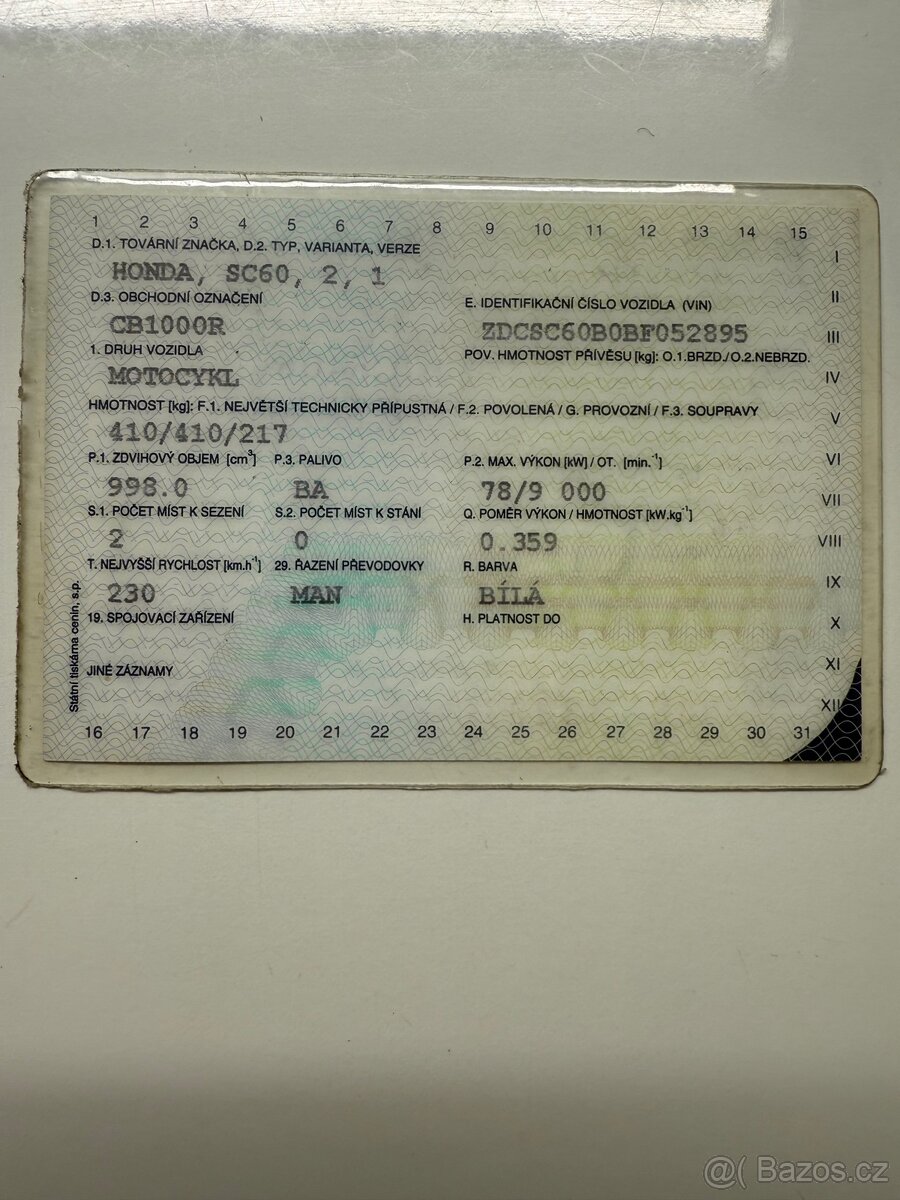 1 2 3 4 5 6 7 8 9 10 11 12 13 14 15
D.1. TOVÁRNÍ ZNAČKA, D.2. TYP, VARIANTA, VERZE
I
HONDA, SC60, 2, 1
D.3. OBCHODNÍ OZNAČENÍ
E. IDENTIFIKAČNÍ ČÍSLO VOZIDLA (VIN)
II
CB1000R
ZDCSC60B0BF052895
III
1. DRUH VOZIDLA
POV. HMOTNOST PŘÍVĚSU [kg]: O.1.BRZD./O.2.NEBRZD.
MOTOCYKL
IV
HMOTNOST [kg]: F.1. NEJVĚTŠÍ TECHNICKY PŘÍPUSTNÁ / F.2. POVOLENÁ / G. PROVOZNÍ / F.3. SOUPRAVY
V
410/410/217
P.1. ZDVIHOVÝ OBJEM [cm³]
P.3. PALIVO
P.2. MAX. VÝKON [kW] / OT. [min.⁻¹]
VI
998.0
BA
78/9 000
VII
S.1. POČET MÍST K SEZENÍ
S.2. POČET MÍST K STÁNÍ
Q. POMĚR VÝKON / HMOTNOST [kW.kg⁻¹]
2
0
0.359
VIII
T. NEJVYŠŠÍ RYCHLOST [km.h⁻¹]
29. ŘAZENÍ PŘEVODOVKY
R. BARVA
IX
230
MAN
BÍLÁ
19. SPOJOVACÍ ZAŘÍZENÍ
H. PLATNOST DO
X
JINÉ ZÁZNAMY
XI
XII
Státní tiskárna cenin, s.p.
16 17 18 19 20 21 22 23 24 25 26 27 28 29 30 31
@( Bazos.cz